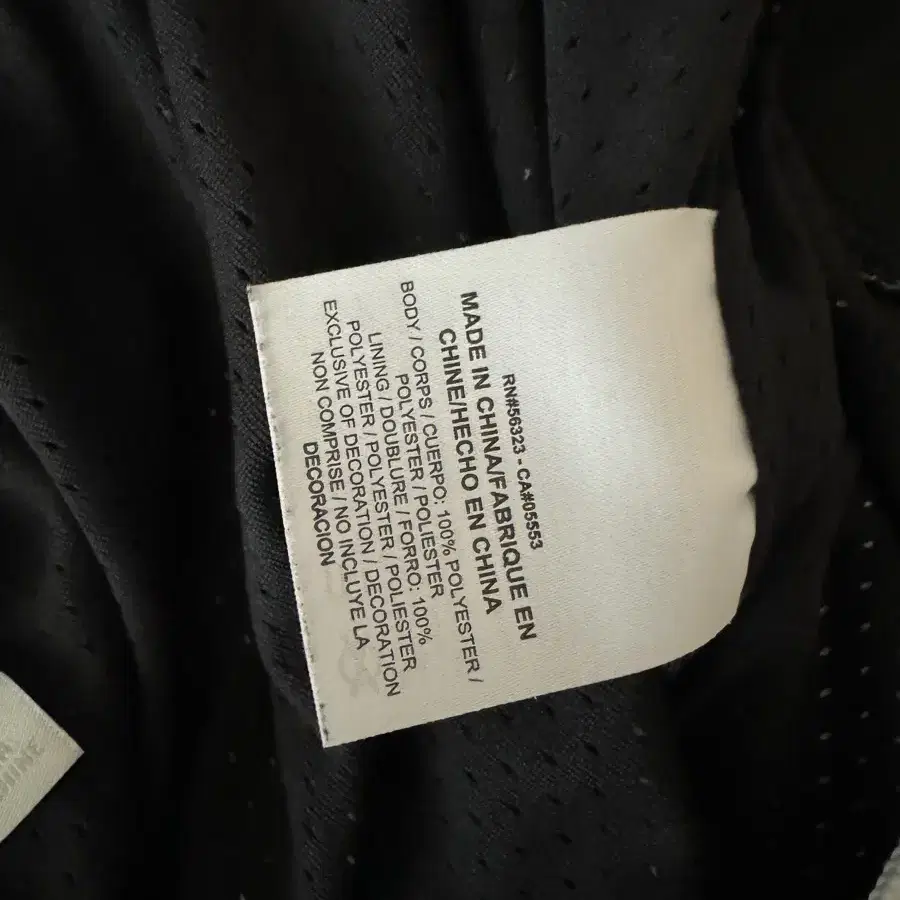 RN#56323 - CA#05553
MADE IN CHINA/FABRIQUE EN
CHINE/HECHO EN CHINA
BODY / CORPS / CUERPO: 100% POLYESTER /
POLYESTER / POLIESTER
LINING / DOUBLURE / FORRO: 100%
POLYESTER / POLYESTER / POLIESTER
EXCLUSIVE OF DECORATION / DECORATION
NON COMPRISE / NO INCLUYE LA
DECORACION